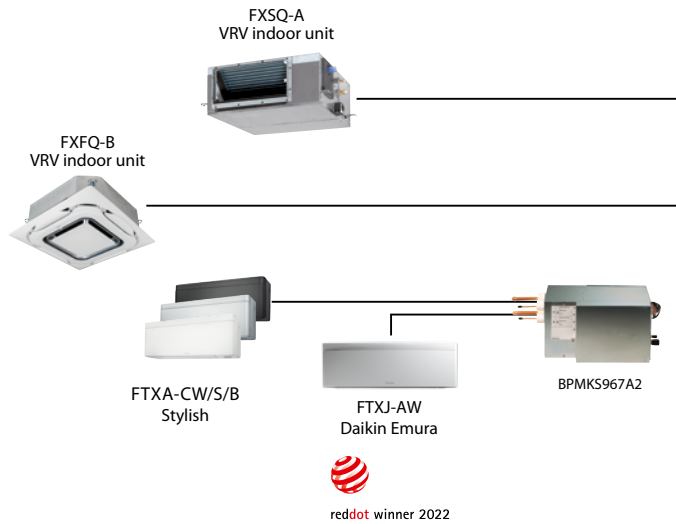 FXSQ-A
VRV indoor unit
FXFQ-B
VRV indoor unit
FTXA-CW/S/B
Stylish
FTXJ-AW
Daikin Emura
BPMKS967A2
reddot winner 2022